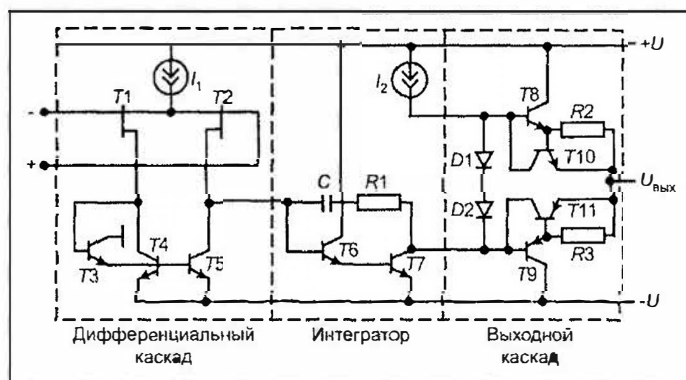 +U
I1
I2
T1
T2
T8
R2
-
D1
T10
+
C
R1
Uвых
D2
T11
T4
T6
T3
T5
T7
R3
T9
-U
Дифференциальный
каскад
Интегратор
Выходной
каскад